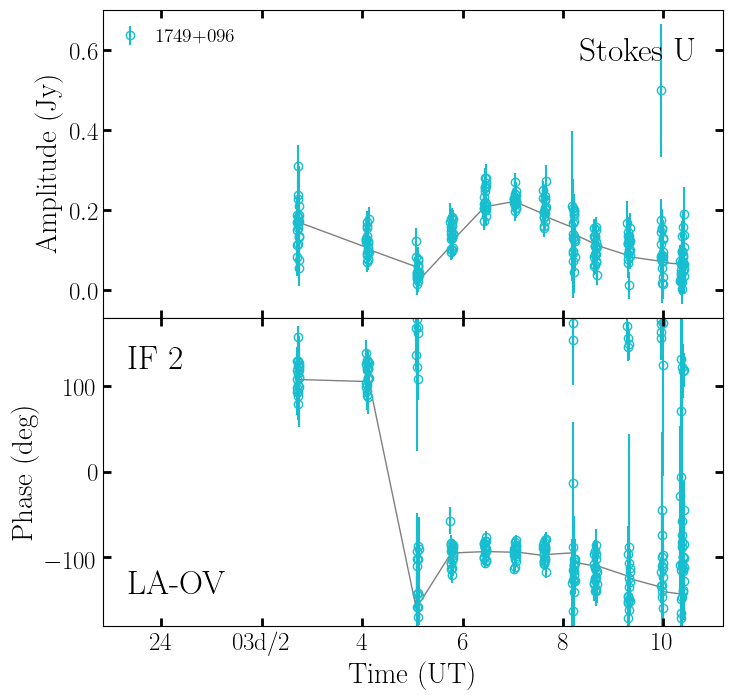 1749+096
Stokes U
0.6
0.4
0.2
0.0
Amplitude (Jy)
IF 2
100
0
−100
Phase (deg)
LA-OV
24 03d/2 4 6 8 10
Time (UT)